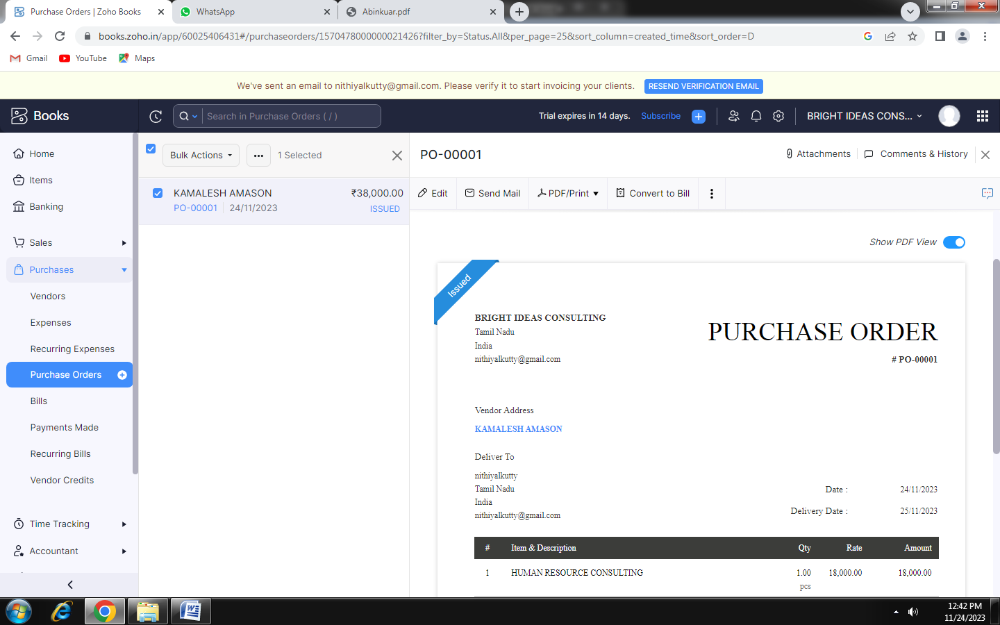 Purchase Orders | Zoho Books
WhatsApp
Abinkuar.pdf
books.zoho.in/app/60025406431#/purchaseorders/1570478000000021426?filter_by=Status.All&per_page=25&sort_column=created_time&sort_order=D
Gmail
YouTube
Maps
We've sent an email to nithiyalkutty@gmail.com. Please verify it to start invoicing your clients.
RESEND VERIFICATION EMAIL
Books
Search in Purchase Orders ( / )
Trial expires in 14 days.
Subscribe
BRIGHT IDEAS CONS...
Home
Items
Banking
Sales
Purchases
Vendors
Expenses
Recurring Expenses
Purchase Orders
Bills
Payments Made
Recurring Bills
Vendor Credits
Time Tracking
Accountant
Bulk Actions
1 Selected
KAMALESH AMASON ₹38,000.00
PO-00001 24/11/2023 ISSUED
PO-00001
Attachments
Comments & History
Edit
Send Mail
PDF/Print
Convert to Bill
Show PDF View
Issued
BRIGHT IDEAS CONSULTING
Tamil Nadu
India
nithiyalkutty@gmail.com
PURCHASE ORDER
# PO-00001
Vendor Address
KAMALESH AMASON
Deliver To
nithiyalkutty
Tamil Nadu
India
nithiyalkutty@gmail.com
Date : 24/11/2023
Delivery Date : 25/11/2023
# Item & Description Qty Rate Amount
1 HUMAN RESOURCE CONSULTING 1.00 18,000.00 18,000.00
pcs
12:42 PM
11/24/2023